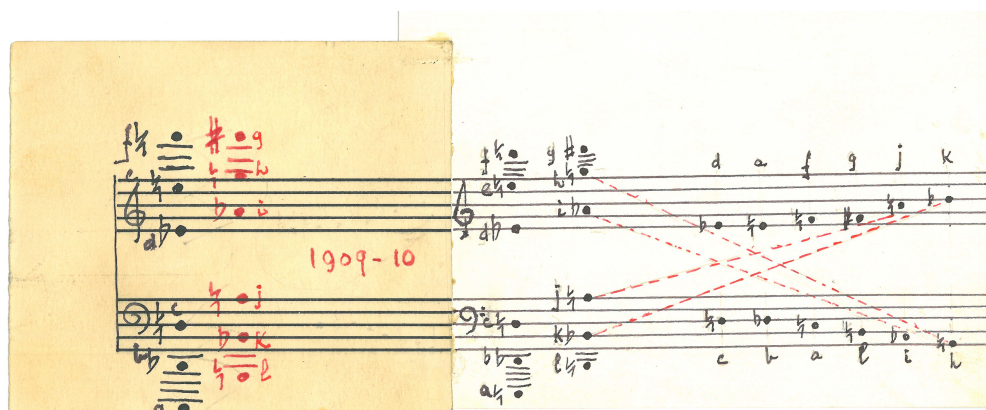 f♮ #g
♮ ♮h
♭i
d♭
1909-10
♮j
c♮
♭k
b♭
♮l
a
f♮ g#
e♮ h♮
i♭
d♭
d a f g j k
♭ ♮ ♮ # ♮ ♭
j♮
c♮
k♭
b♭
l♮
a♮
♮ ♭ ♮ ♮ ♭ ♮
c b a l i h